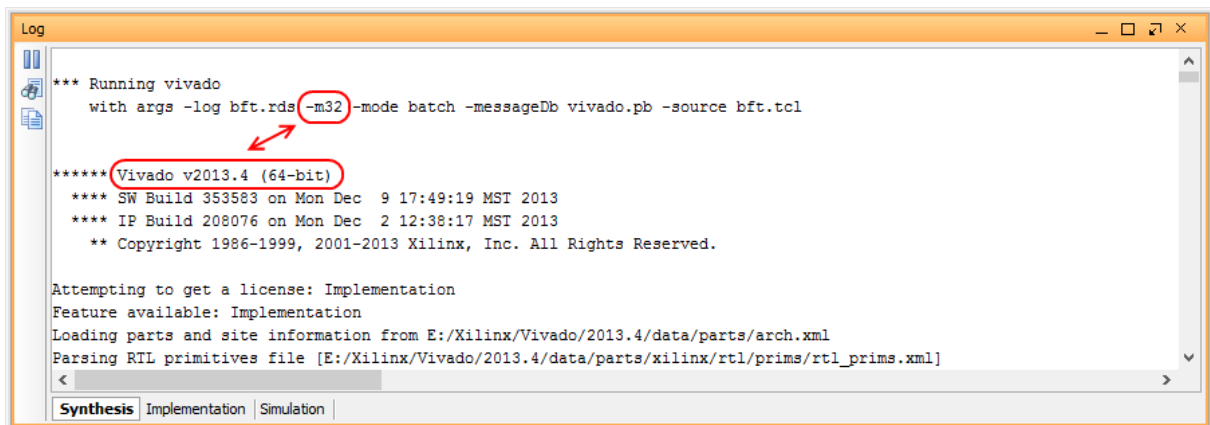 Log
*** Running vivado
with args -log bft.rds -m32 -mode batch -messageDb vivado.pb -source bft.tcl
****** Vivado v2013.4 (64-bit)
**** SW Build 353583 on Mon Dec  9 17:49:19 MST 2013
**** IP Build 208076 on Mon Dec  2 12:38:17 MST 2013
** Copyright 1986-1999, 2001-2013 Xilinx, Inc. All Rights Reserved.
Attempting to get a license: Implementation
Feature available: Implementation
Loading parts and site information from E:/Xilinx/Vivado/2013.4/data/parts/arch.xml
Parsing RTL primitives file [E:/Xilinx/Vivado/2013.4/data/parts/xilinx/rtl/prims/rtl_prims.xml]
Synthesis Implementation Simulation